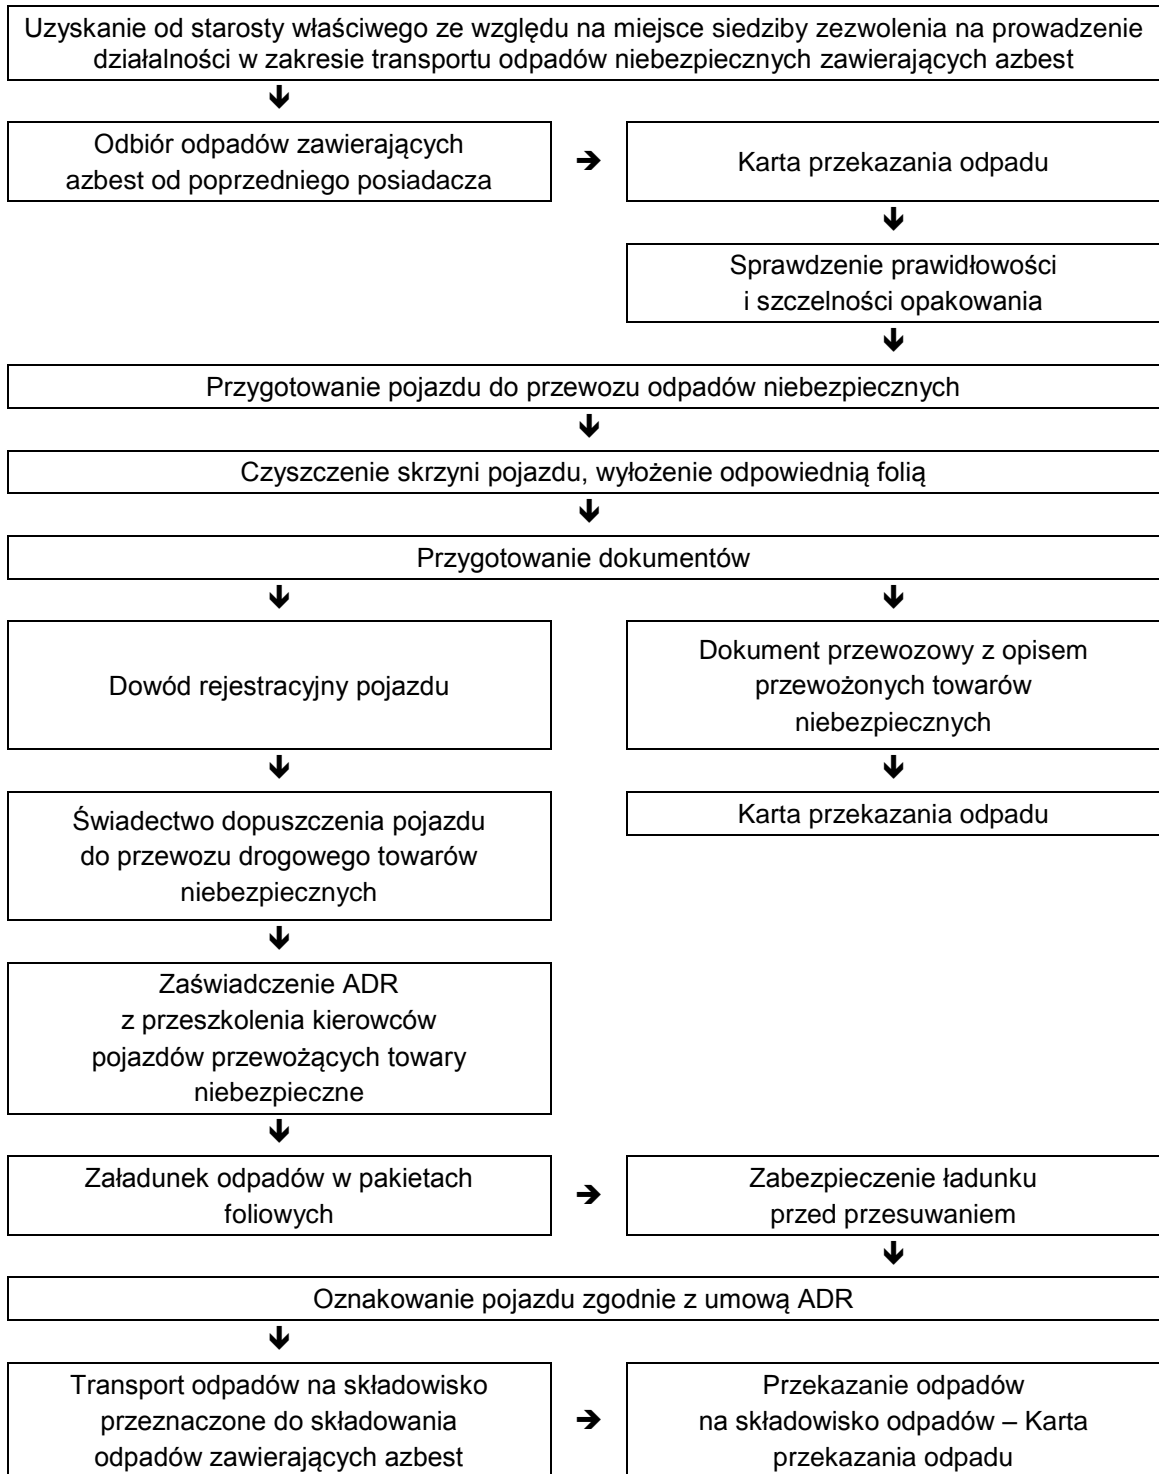 Uzyskanie od starosty właściwego ze względu na miejsce siedziby zezwolenia na prowadzenie
działalności w zakresie transportu odpadów niebezpiecznych zawierających azbest
Odbiór odpadów zawierających
azbest od poprzedniego posiadacza
Karta przekazania odpadu
Sprawdzenie prawidłowości
i szczelności opakowania
Przygotowanie pojazdu do przewozu odpadów niebezpiecznych
Czyszczenie skrzyni pojazdu, wyłożenie odpowiednią folią
Przygotowanie dokumentów
Dowód rejestracyjny pojazdu
Dokument przewozowy z opisem
przewożonych towarów
niebezpiecznych
Świadectwo dopuszczenia pojazdu
do przewozu drogowego towarów
niebezpiecznych
Karta przekazania odpadu
Zaświadczenie ADR
z przeszkolenia kierowców
pojazdów przewożących towary
niebezpieczne
Załadunek odpadów w pakietach
foliowych
Zabezpieczenie ładunku
przed przesuwaniem
Oznakowanie pojazdu zgodnie z umową ADR
Transport odpadów na składowisko
przeznaczone do składowania
odpadów zawierających azbest
Przekazanie odpadów
na składowisko odpadów – Karta
przekazania odpadu